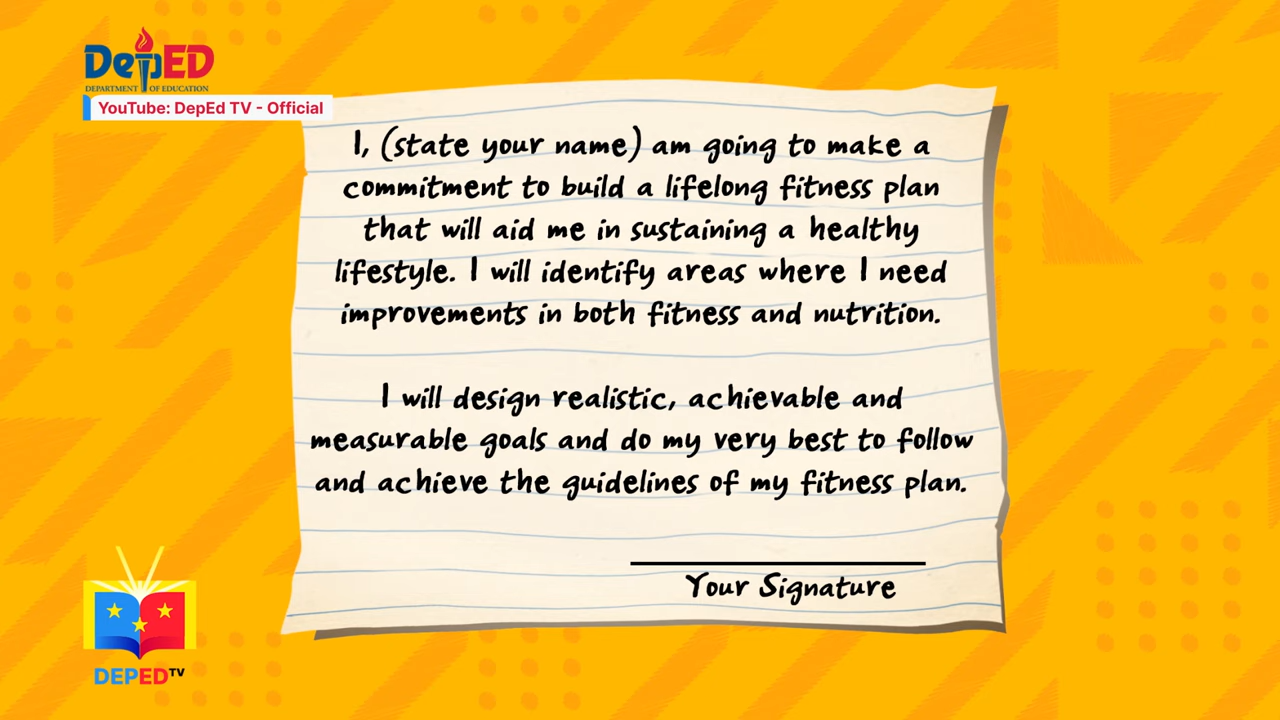 DepED
DEPARTMENT OF EDUCATION
YouTube: DepEd TV - Official
I, (state your name) am going to make a
commitment to build a lifelong fitness plan
that will aid me in sustaining a healthy
lifestyle. I will identify areas where I need
improvements in both fitness and nutrition.
I will design realistic, achievable and
measurable goals and do my very best to follow
and achieve the guidelines of my fitness plan.
Your Signature
DEPED TV